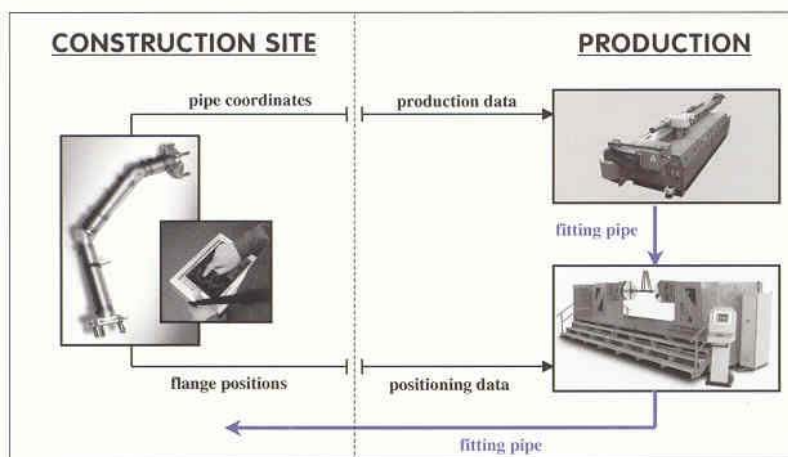 CONSTRUCTION SITE
PRODUCTION
pipe coordinates
production data
fitting pipe
flange positions
positioning data
fitting pipe